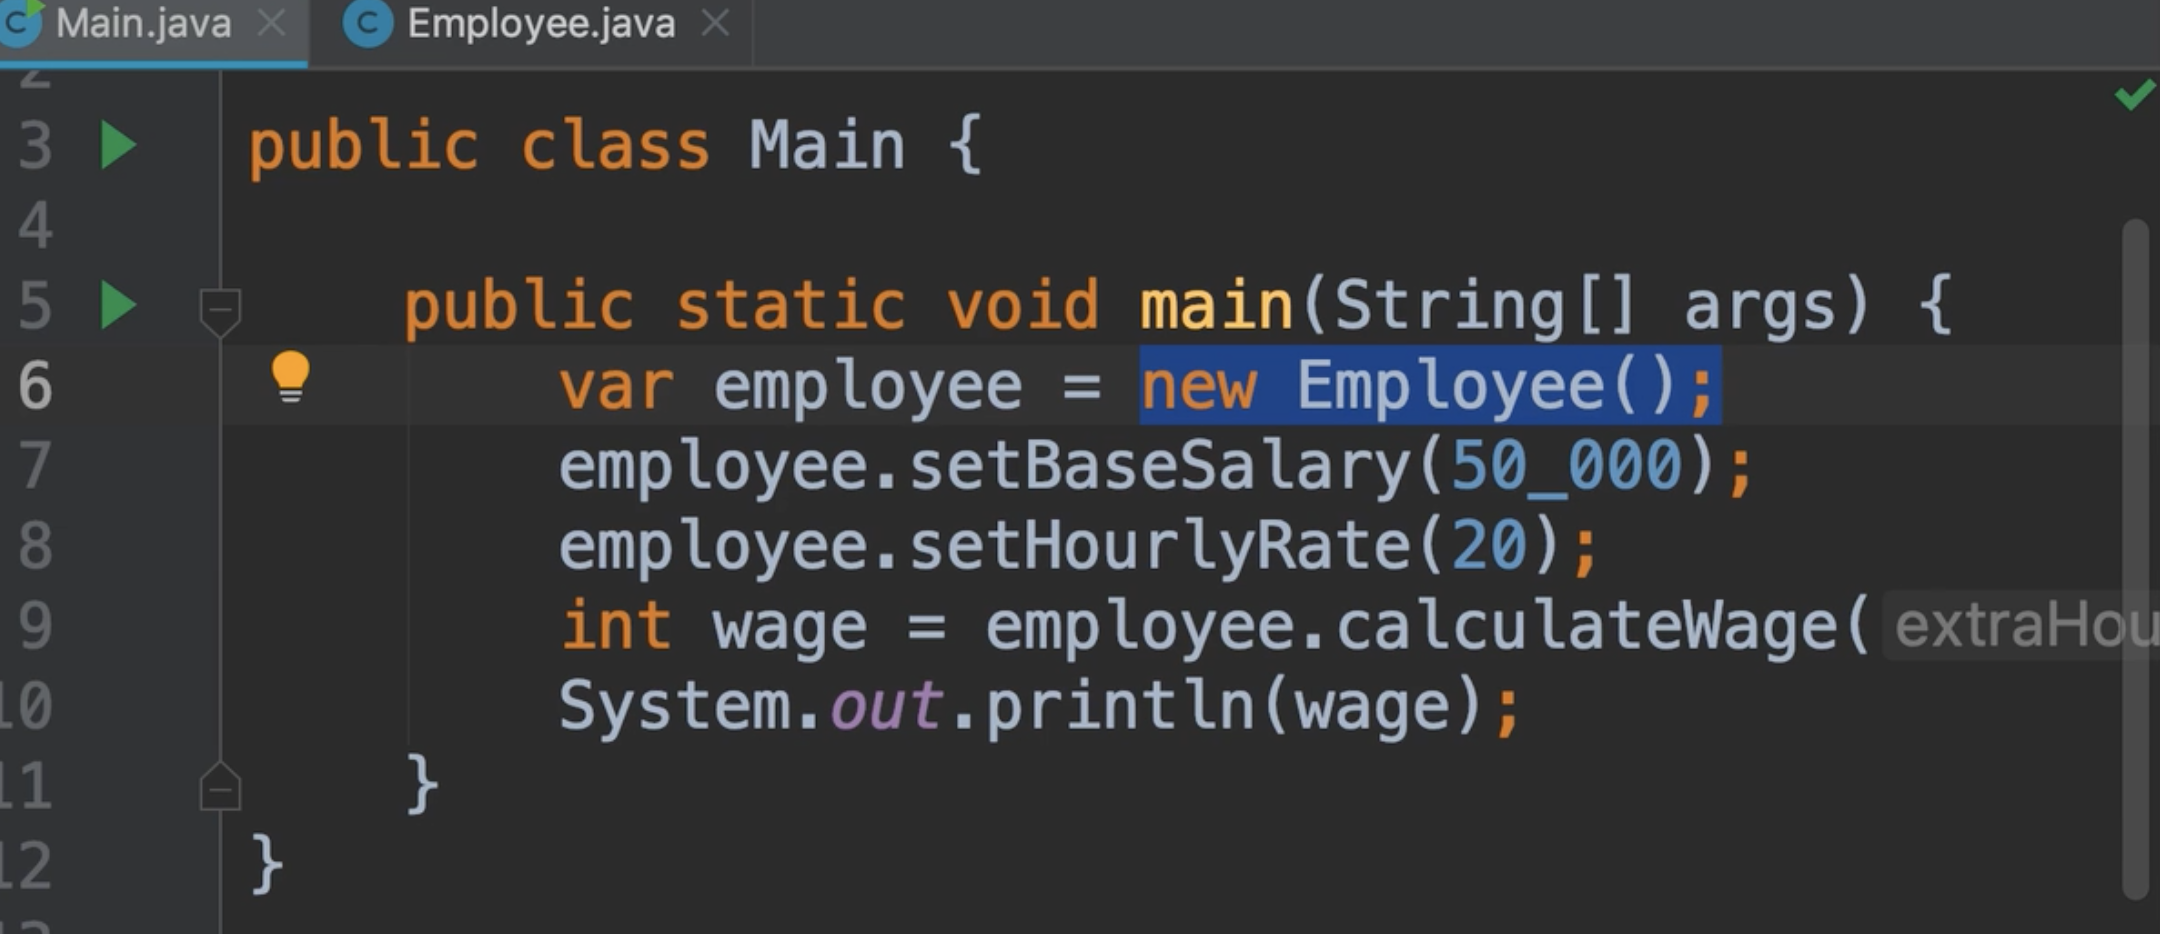 Main.java Employee.java
2
3 public class Main {
4
5 public static void main(String[] args) {
6 var employee = new Employee();
7 employee.setBaseSalary(50_000);
8 employee.setHourlyRate(20);
9 int wage = employee.calculateWage( extraHou
10 System.out.println(wage);
11 }
12 }